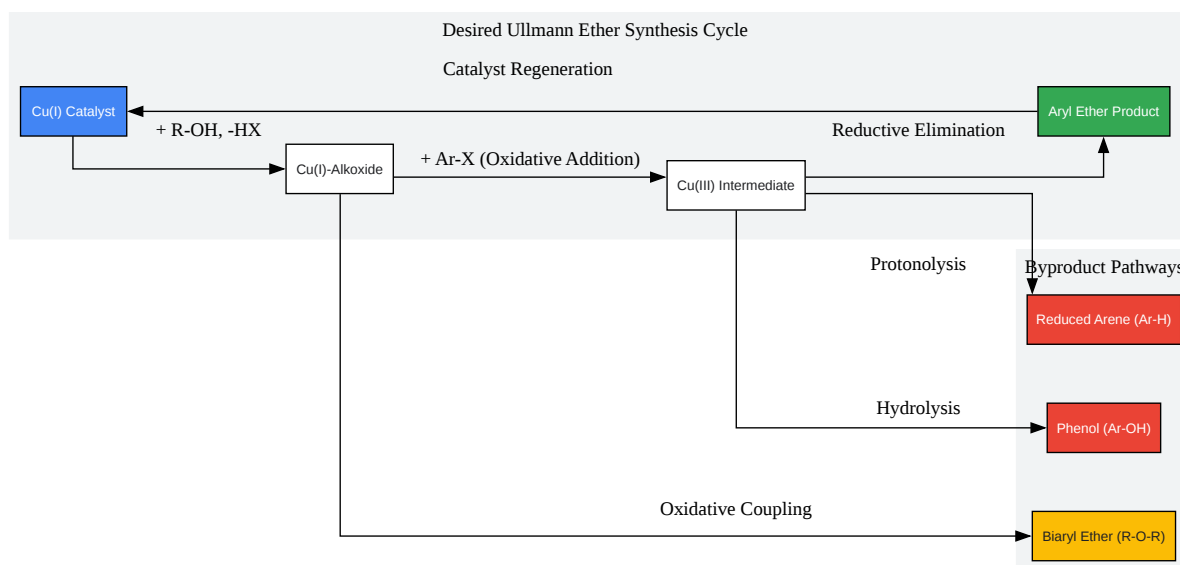 Desired Ullmann Ether Synthesis Cycle
Catalyst Regeneration
Cu(I) Catalyst
Aryl Ether Product
+ R-OH, -HX
Reductive Elimination
Cu(I)-Alkoxide
+ Ar-X (Oxidative Addition)
Cu(III) Intermediate
Protonolysis
Byproduct Pathways
Reduced Arene (Ar-H)
Hydrolysis
Phenol (Ar-OH)
Oxidative Coupling
Biaryl Ether (R-O-R)